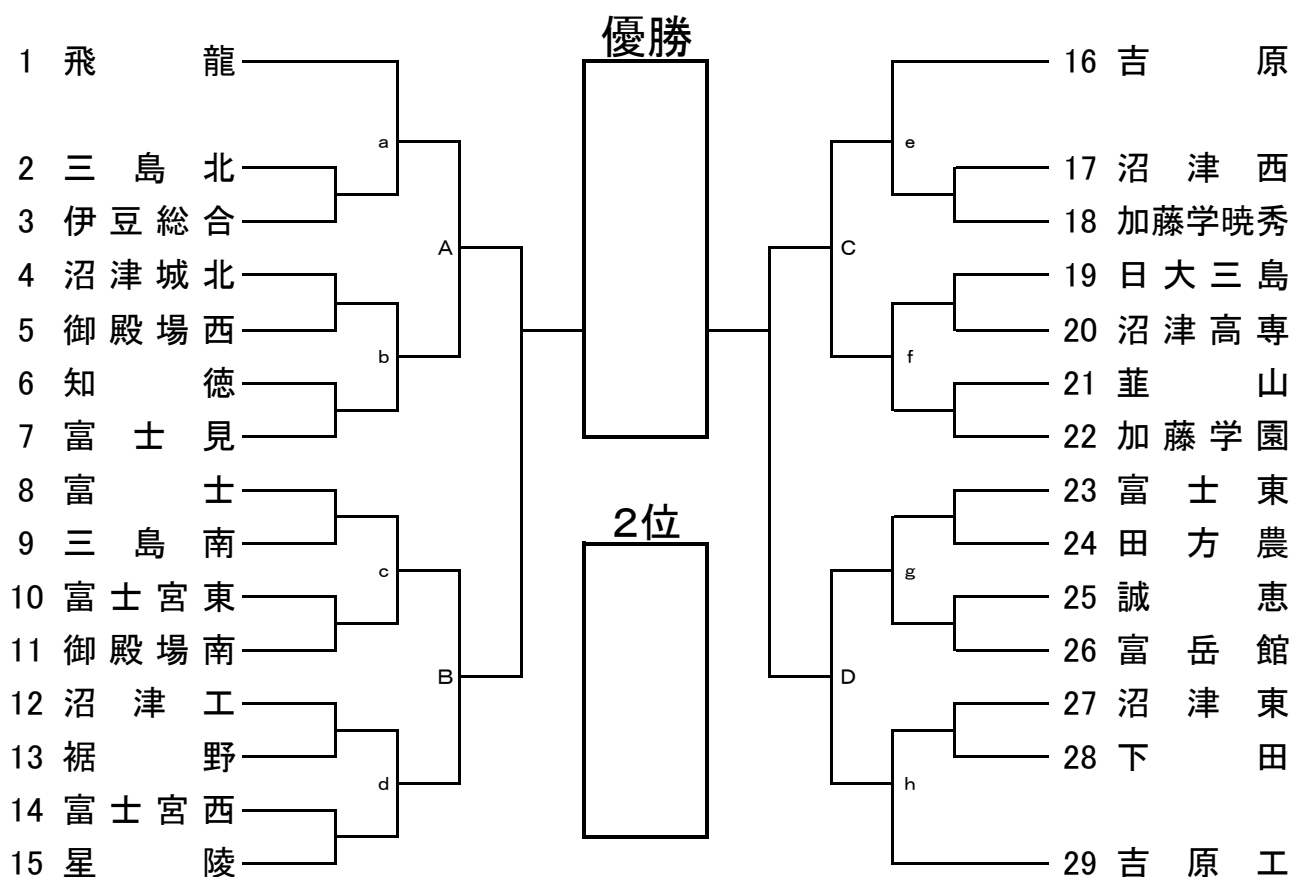 優勝
1 飛龍
2 三島北
3 伊豆総合
4 沼津城北
5 御殿場西
6 知徳
7 富士見
8 富士
9 三島南
10 富士宮東
11 御殿場南
12 沼津工
13 裾野
14 富士宮西
15 星陵
a
b
c
d
A
B
2位
C
D
e
f
g
h
16 吉原
17 沼津西
18 加藤学暁秀
19 日大三島
20 沼津高専
21 韮山
22 加藤学園
23 富士東
24 田方農
25 誠恵
26 富岳館
27 沼津東
28 下田
29 吉原工